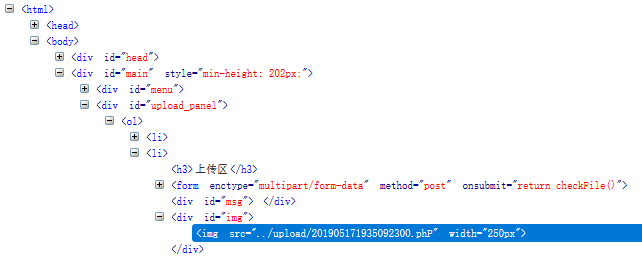 <html>
<head>
<body>
<div id="head">
<div id="main" style="min-height: 202px;">
<div id="menu">
<div id="upload_panel">
<ol>
<li>
<li>
<h3>上传区</h3>
<form enctype="multipart/form-data" method="post" onsubmit="return checkFile()">
<div id="msg"> </div>
<div id="img">
<img src="../upload/201905171935092300.phP" width="250px">
</div>